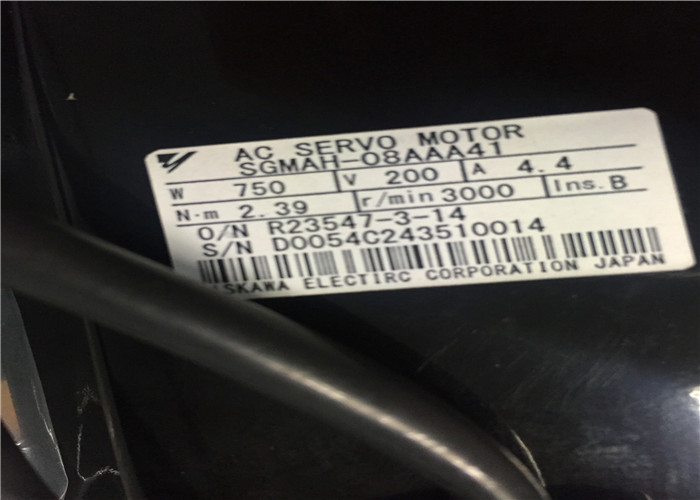 AC SERVO MOTOR
SGMAH-08AAA41
W 750 V 200 A 4.4
N·m 2.39 r/min 3000 Ins. B
O/N R23547-3-14
S/N D0054C243510014
SKAWA ELECTIRC CORPORATION JAPAN